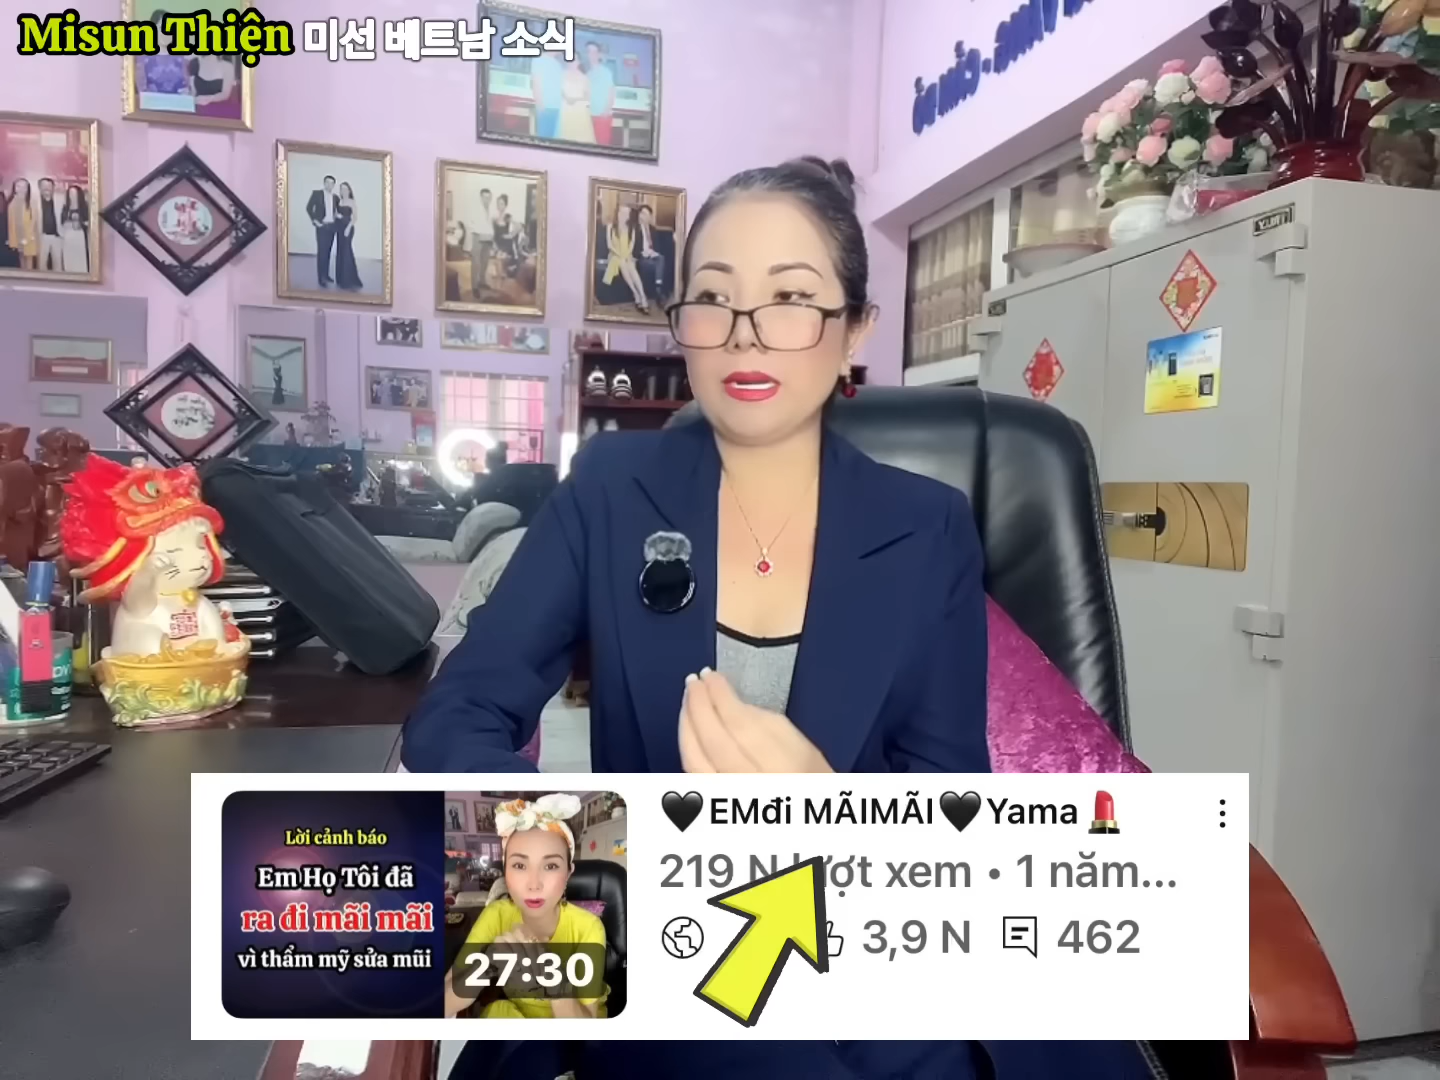 Misun Thiện 미선 베트남 소식
YUMI
Lời cảnh báo
Em Họ Tôi đã
ra đi mãi mãi
vì thẩm mỹ sửa mũi
27:30
🖤EMđi MÃIMÃI🖤Yama💄
219 N lượt xem • 1 năm...
3,9 N
462